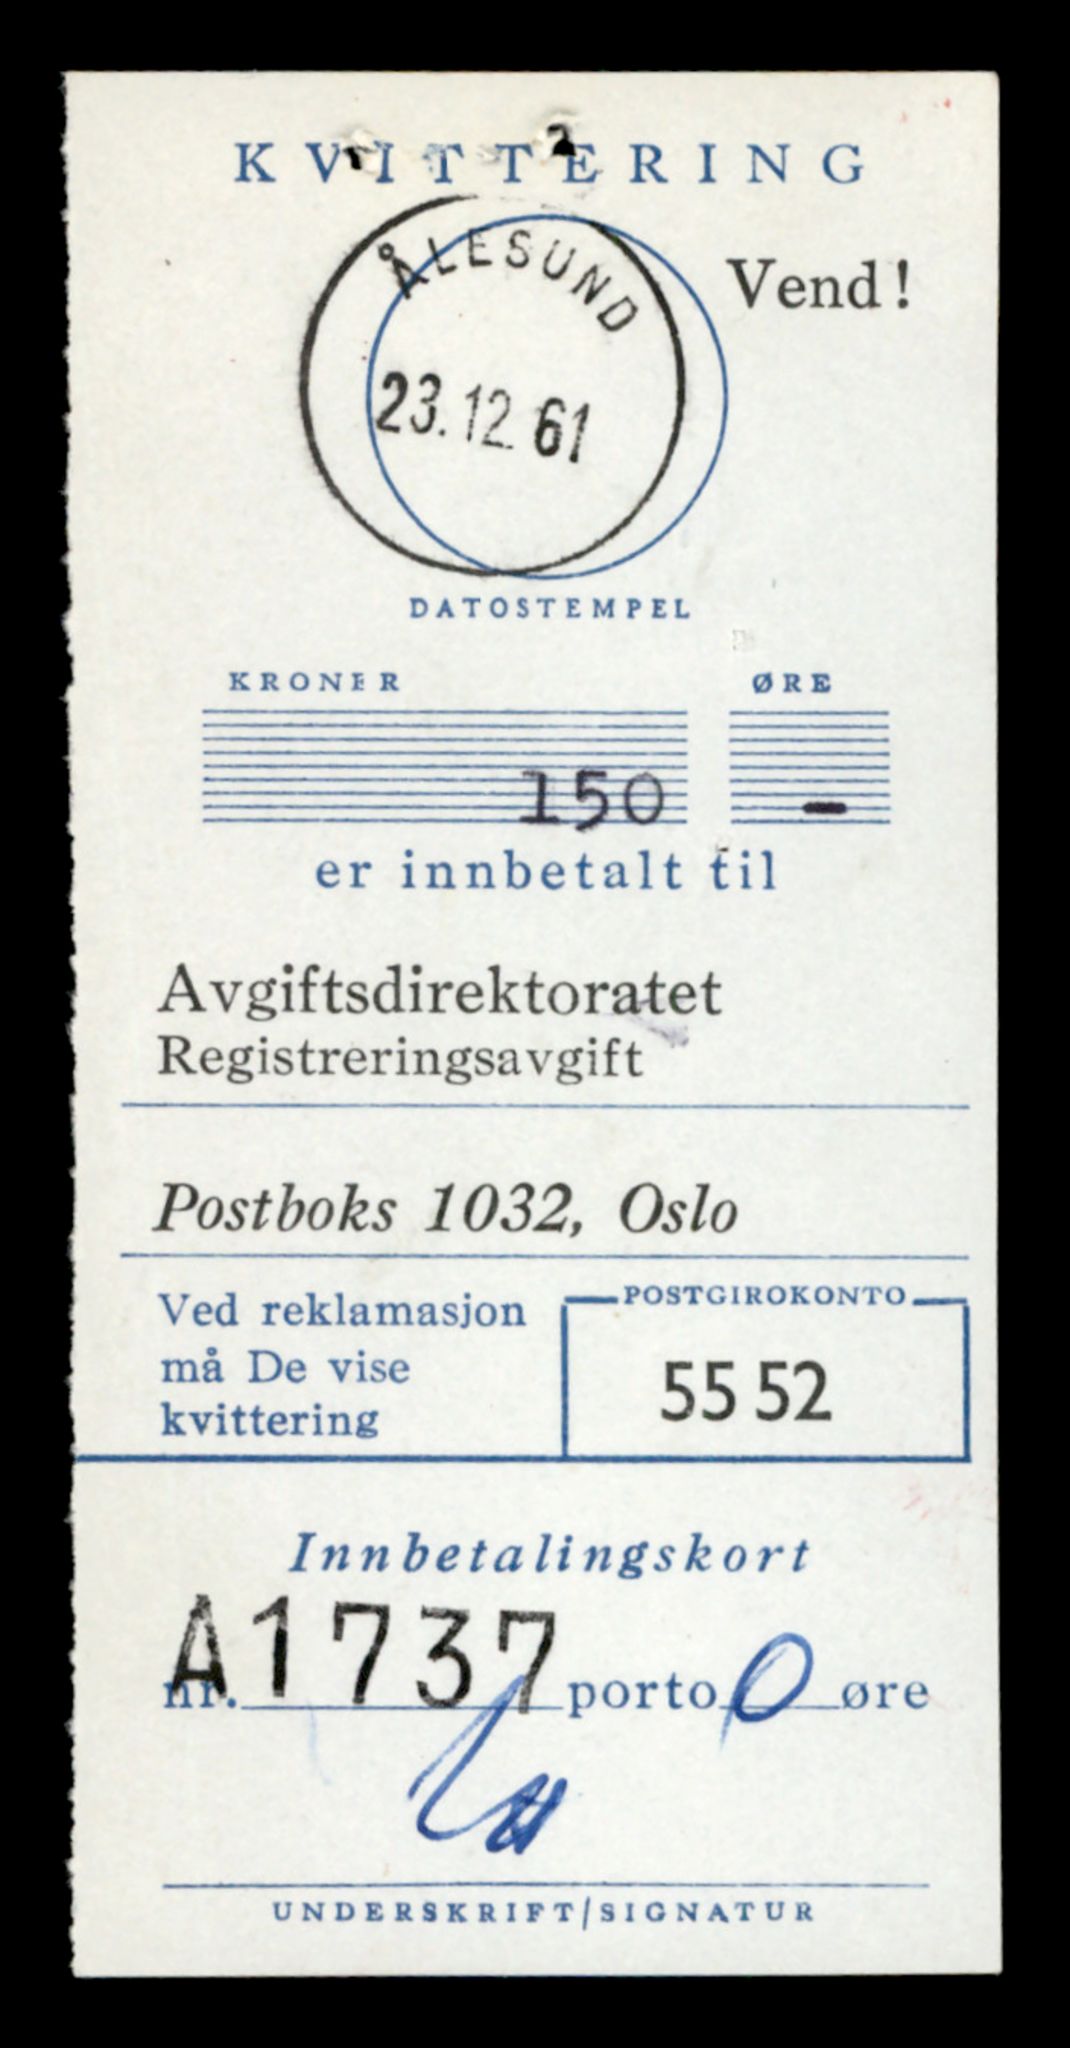 KVITTERING
Vend!
ÅLESUND
23.12.61
DATOSTEMPEL
KRONER ØRE
150 -
er innbetalt til
Avgiftsdirektoratet
Registreringsavgift
Postboks 1032, Oslo
Ved reklamasjon
må De vise
kvittering
POSTGIROKONTO
55 52
Innbetalingskort
nr. A1737 porto 0 øre
UNDERSKRIFT/SIGNATUR